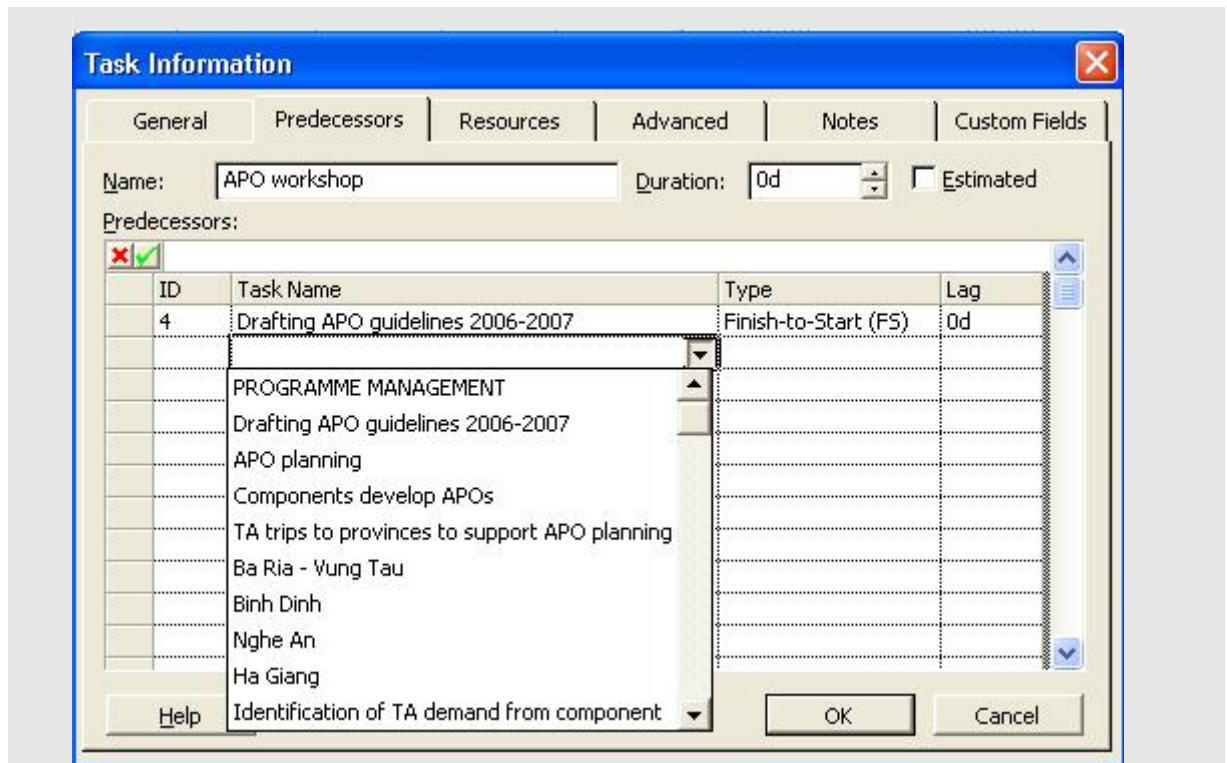 Task Information
General Predecessors Resources Advanced Notes Custom Fields
Name: APO workshop Duration: 0d Estimated
Predecessors:
ID Task Name Type Lag
4 Drafting APO guidelines 2006-2007 Finish-to-Start (FS) 0d
PROGRAMME MANAGEMENT
Drafting APO guidelines 2006-2007
APO planning
Components develop APOs
TA trips to provinces to support APO planning
Ba Ria - Vung Tau
Binh Dinh
Nghe An
Ha Giang
Identification of TA demand from component
Help OK Cancel